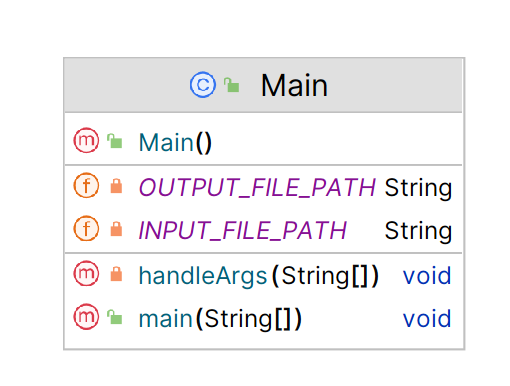 © Main
m Main()
f OUTPUT_FILE_PATH String
f INPUT_FILE_PATH String
m handleArgs(String[]) void
m main(String[]) void